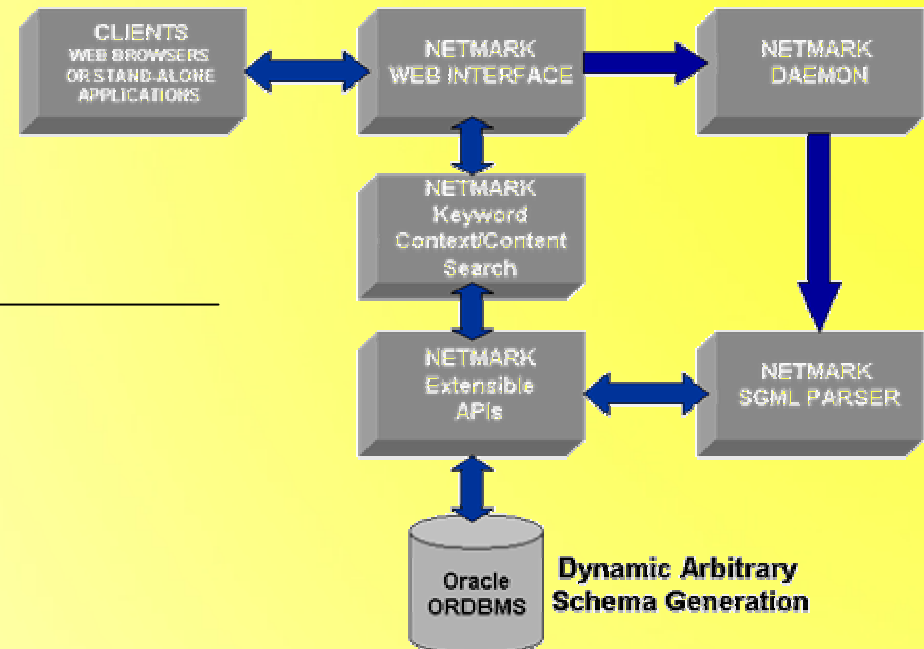 CLIENTS
WEB BROWSERS
OR STAND-ALONE
APPLICATIONS
NETMARK
WEB INTERFACE
NETMARK
DAEMON
NETMARK
Keyword
Context/Content
Search
NETMARK
Extensible
APIs
NETMARK
SGML PARSER
Oracle
ORDBMS
Dynamic Arbitrary
Schema Generation